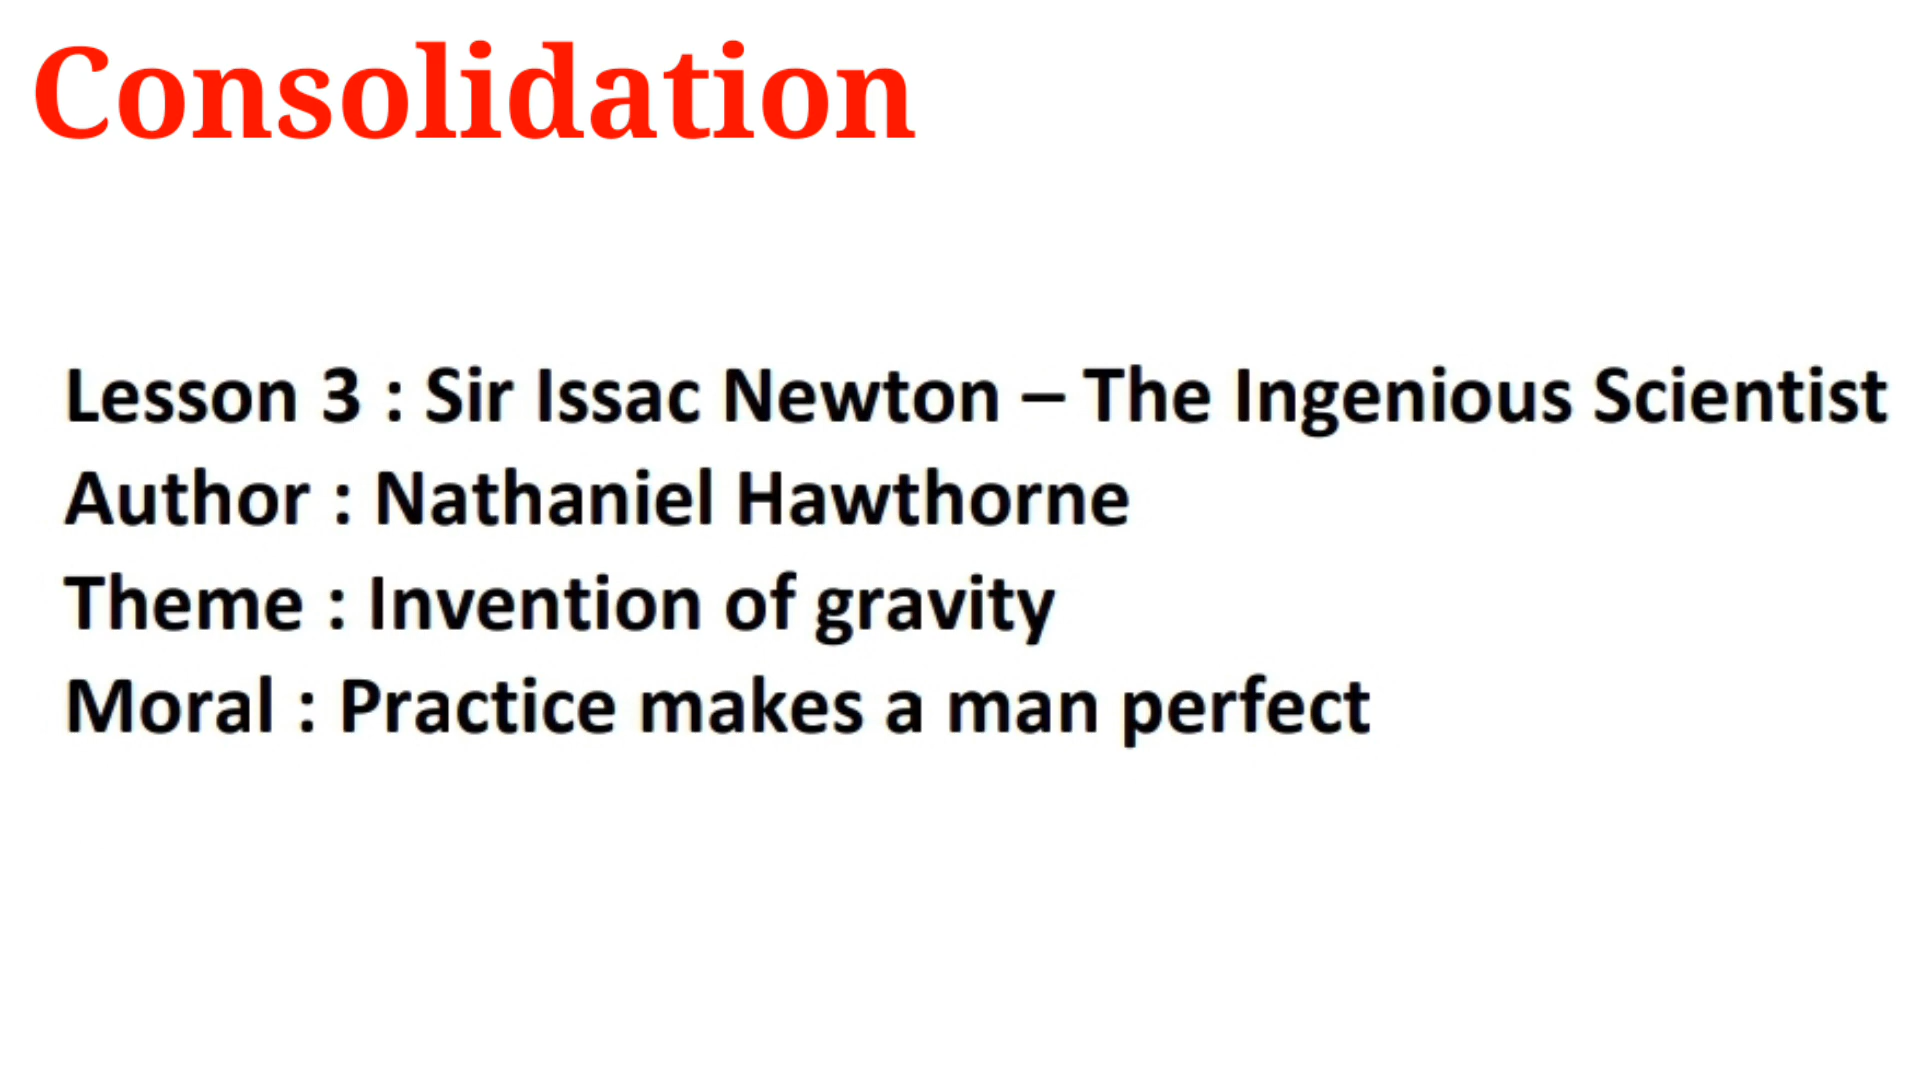 Consolidation
Lesson 3 : Sir Issac Newton – The Ingenious Scientist
Author : Nathaniel Hawthorne
Theme : Invention of gravity
Moral : Practice makes a man perfect